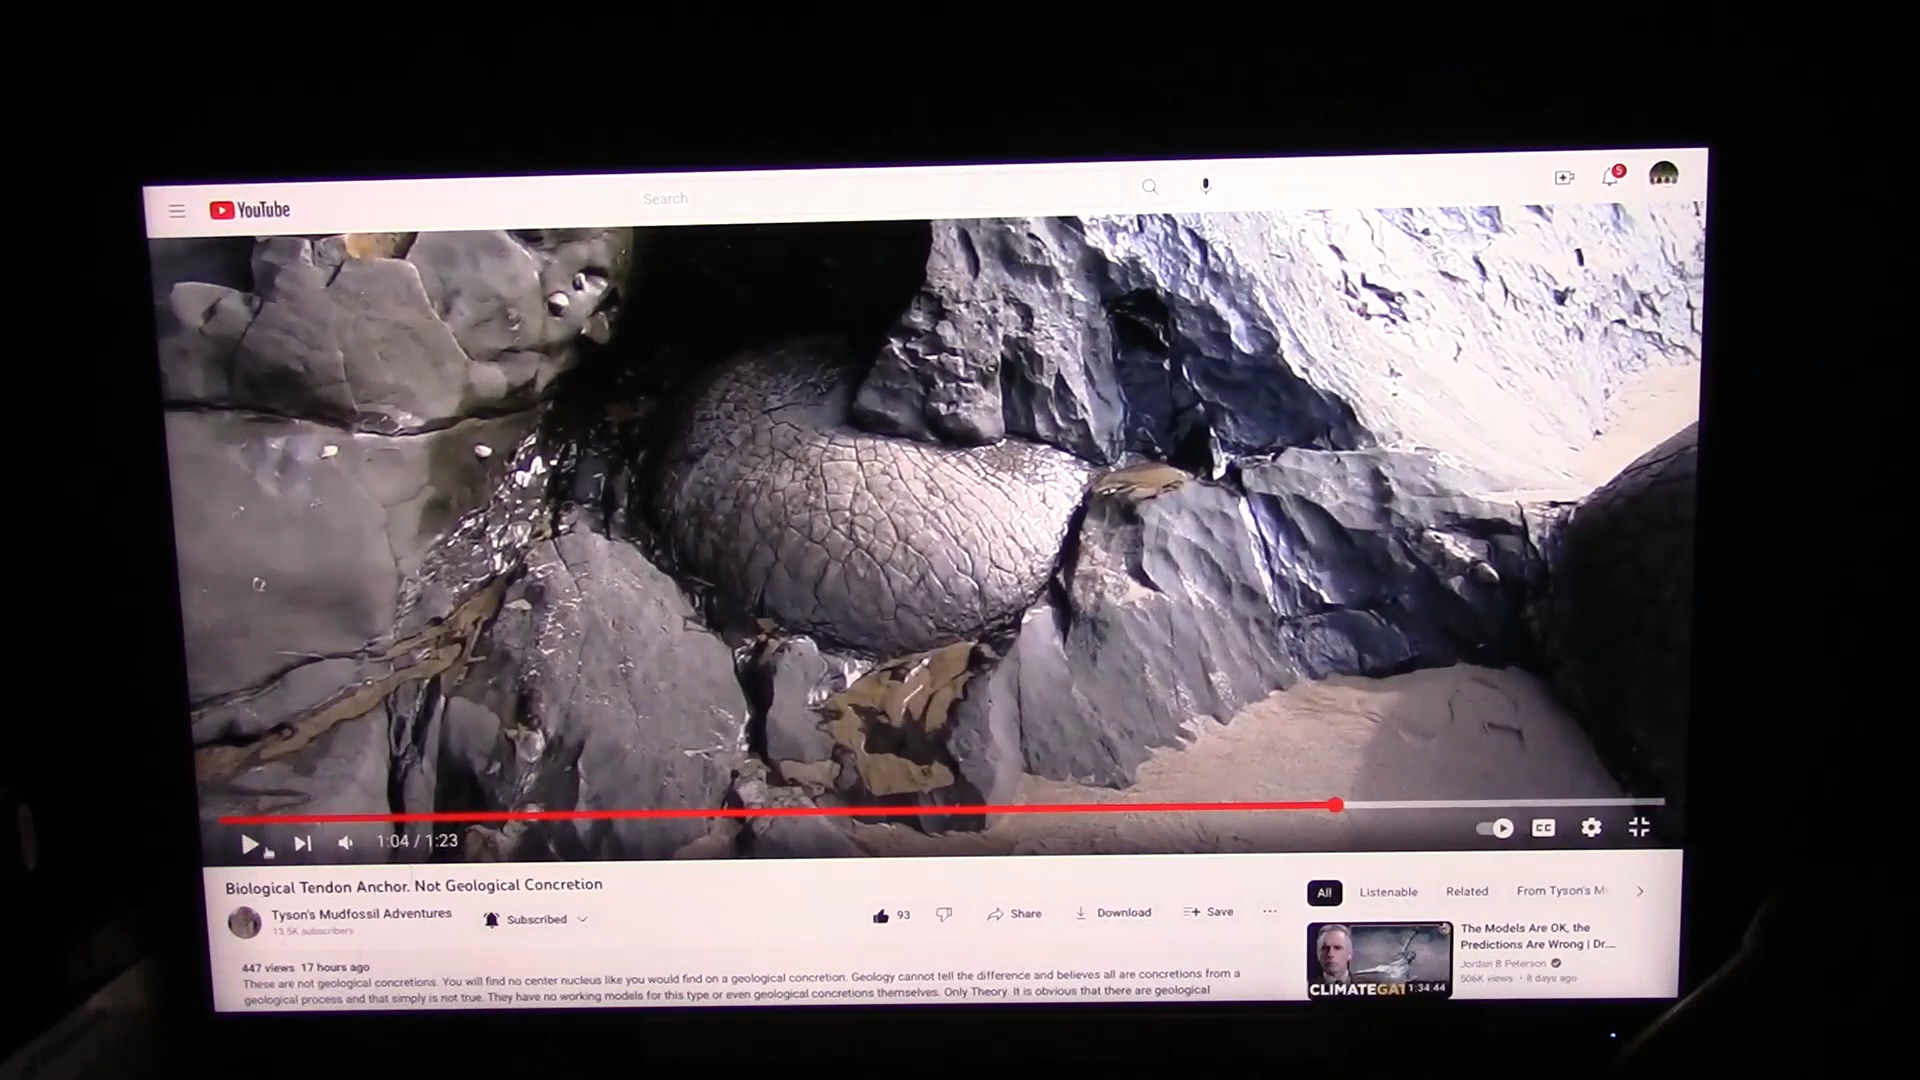 YouTube
Search
5
1:04 / 1:23
CC
Biological Tendon Anchor. Not Geological Concretion
Tyson's Mudfossil Adventures
13.5K subscribers
Subscribed
93
Share
Download
Save
447 views 17 hours ago
These are not geological concretions. You will find no center nucleus like you would find on a geological concretion. Geology cannot tell the difference and believes all are concretions from a
geological process and that simply is not true. They have no working models for this type or even geological concretions themselves. Only Theory. It is obvious that there are geological
All
Listenable
Related
From Tyson's M
CLIMATEGAT
1:34:44
The Models Are OK, the
Predictions Are Wrong | Dr....
Jordan B Peterson
506K views • 8 days ago